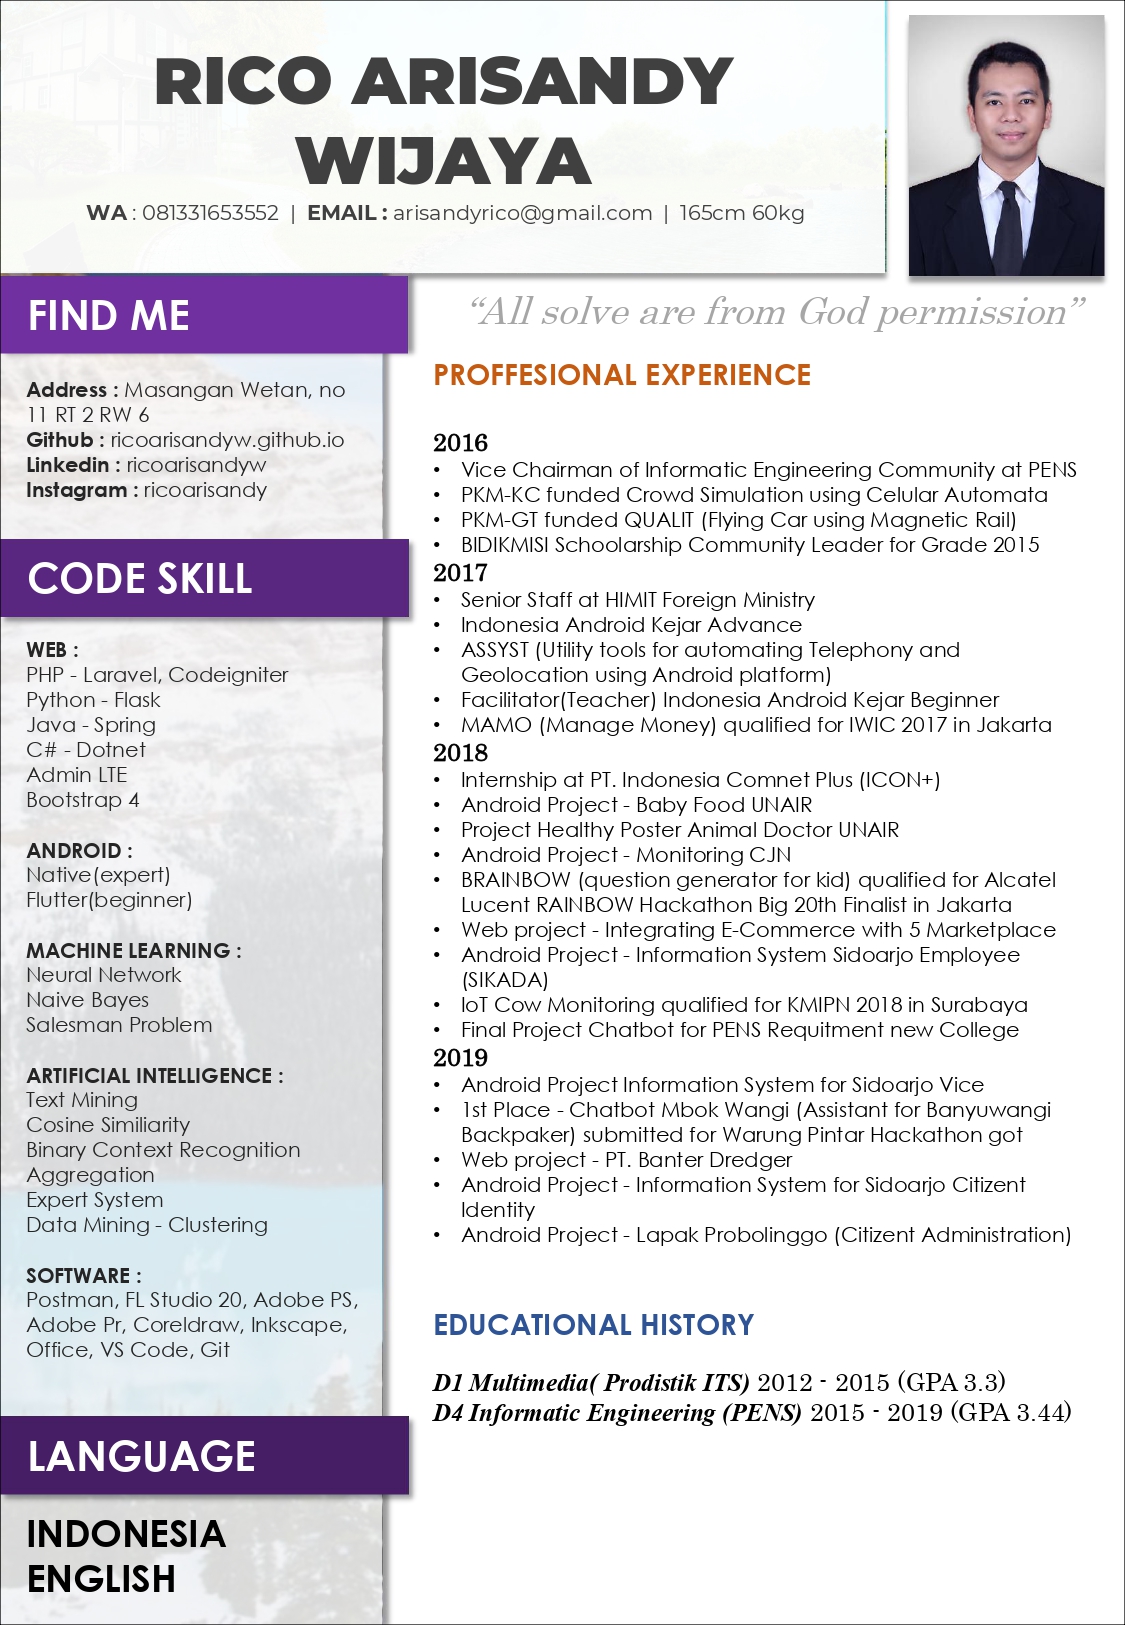 RICO ARISANDY
WIJAYA
WA : 081331653552 | EMAIL : arisandyrico@gmail.com | 165cm 60kg
FIND ME
Address : Masangan Wetan, no
11 RT 2 RW 6
Github : ricoarisandyw.github.io
Linkedin : ricoarisandyw
Instagram : ricoarisandy
CODE SKILL
WEB :
PHP - Laravel, Codeigniter
Python - Flask
Java - Spring
C# - Dotnet
Admin LTE
Bootstrap 4
ANDROID :
Native(expert)
Flutter(beginner)
MACHINE LEARNING :
Neural Network
Naive Bayes
Salesman Problem
ARTIFICIAL INTELLIGENCE :
Text Mining
Cosine Similiarity
Binary Context Recognition
Aggregation
Expert System
Data Mining - Clustering
SOFTWARE :
Postman, FL Studio 20, Adobe PS,
Adobe Pr, Coreldraw, Inkscape,
Office, VS Code, Git
LANGUAGE
INDONESIA
ENGLISH
“All solve are from God permission”
PROFFESIONAL EXPERIENCE
2016
• Vice Chairman of Informatic Engineering Community at PENS
• PKM-KC funded Crowd Simulation using Celular Automata
• PKM-GT funded QUALIT (Flying Car using Magnetic Rail)
• BIDIKMISI Schoolarship Community Leader for Grade 2015
2017
• Senior Staff at HIMIT Foreign Ministry
• Indonesia Android Kejar Advance
• ASSYST (Utility tools for automating Telephony and
Geolocation using Android platform)
• Facilitator(Teacher) Indonesia Android Kejar Beginner
• MAMO (Manage Money) qualified for IWIC 2017 in Jakarta
2018
• Internship at PT. Indonesia Comnet Plus (ICON+)
• Android Project - Baby Food UNAIR
• Project Healthy Poster Animal Doctor UNAIR
• Android Project - Monitoring CJN
• BRAINBOW (question generator for kid) qualified for Alcatel
Lucent RAINBOW Hackathon Big 20th Finalist in Jakarta
• Web project - Integrating E-Commerce with 5 Marketplace
• Android Project - Information System Sidoarjo Employee
(SIKADA)
• IoT Cow Monitoring qualified for KMIPN 2018 in Surabaya
• Final Project Chatbot for PENS Requitment new College
2019
• Android Project Information System for Sidoarjo Vice
• 1st Place - Chatbot Mbok Wangi (Assistant for Banyuwangi
Backpaker) submitted for Warung Pintar Hackathon got
• Web project - PT. Banter Dredger
• Android Project - Information System for Sidoarjo Citizent
Identity
• Android Project - Lapak Probolinggo (Citizent Administration)
EDUCATIONAL HISTORY
D1 Multimedia( Prodistik ITS) 2012 - 2015 (GPA 3.3)
D4 Informatic Engineering (PENS) 2015 - 2019 (GPA 3.44)